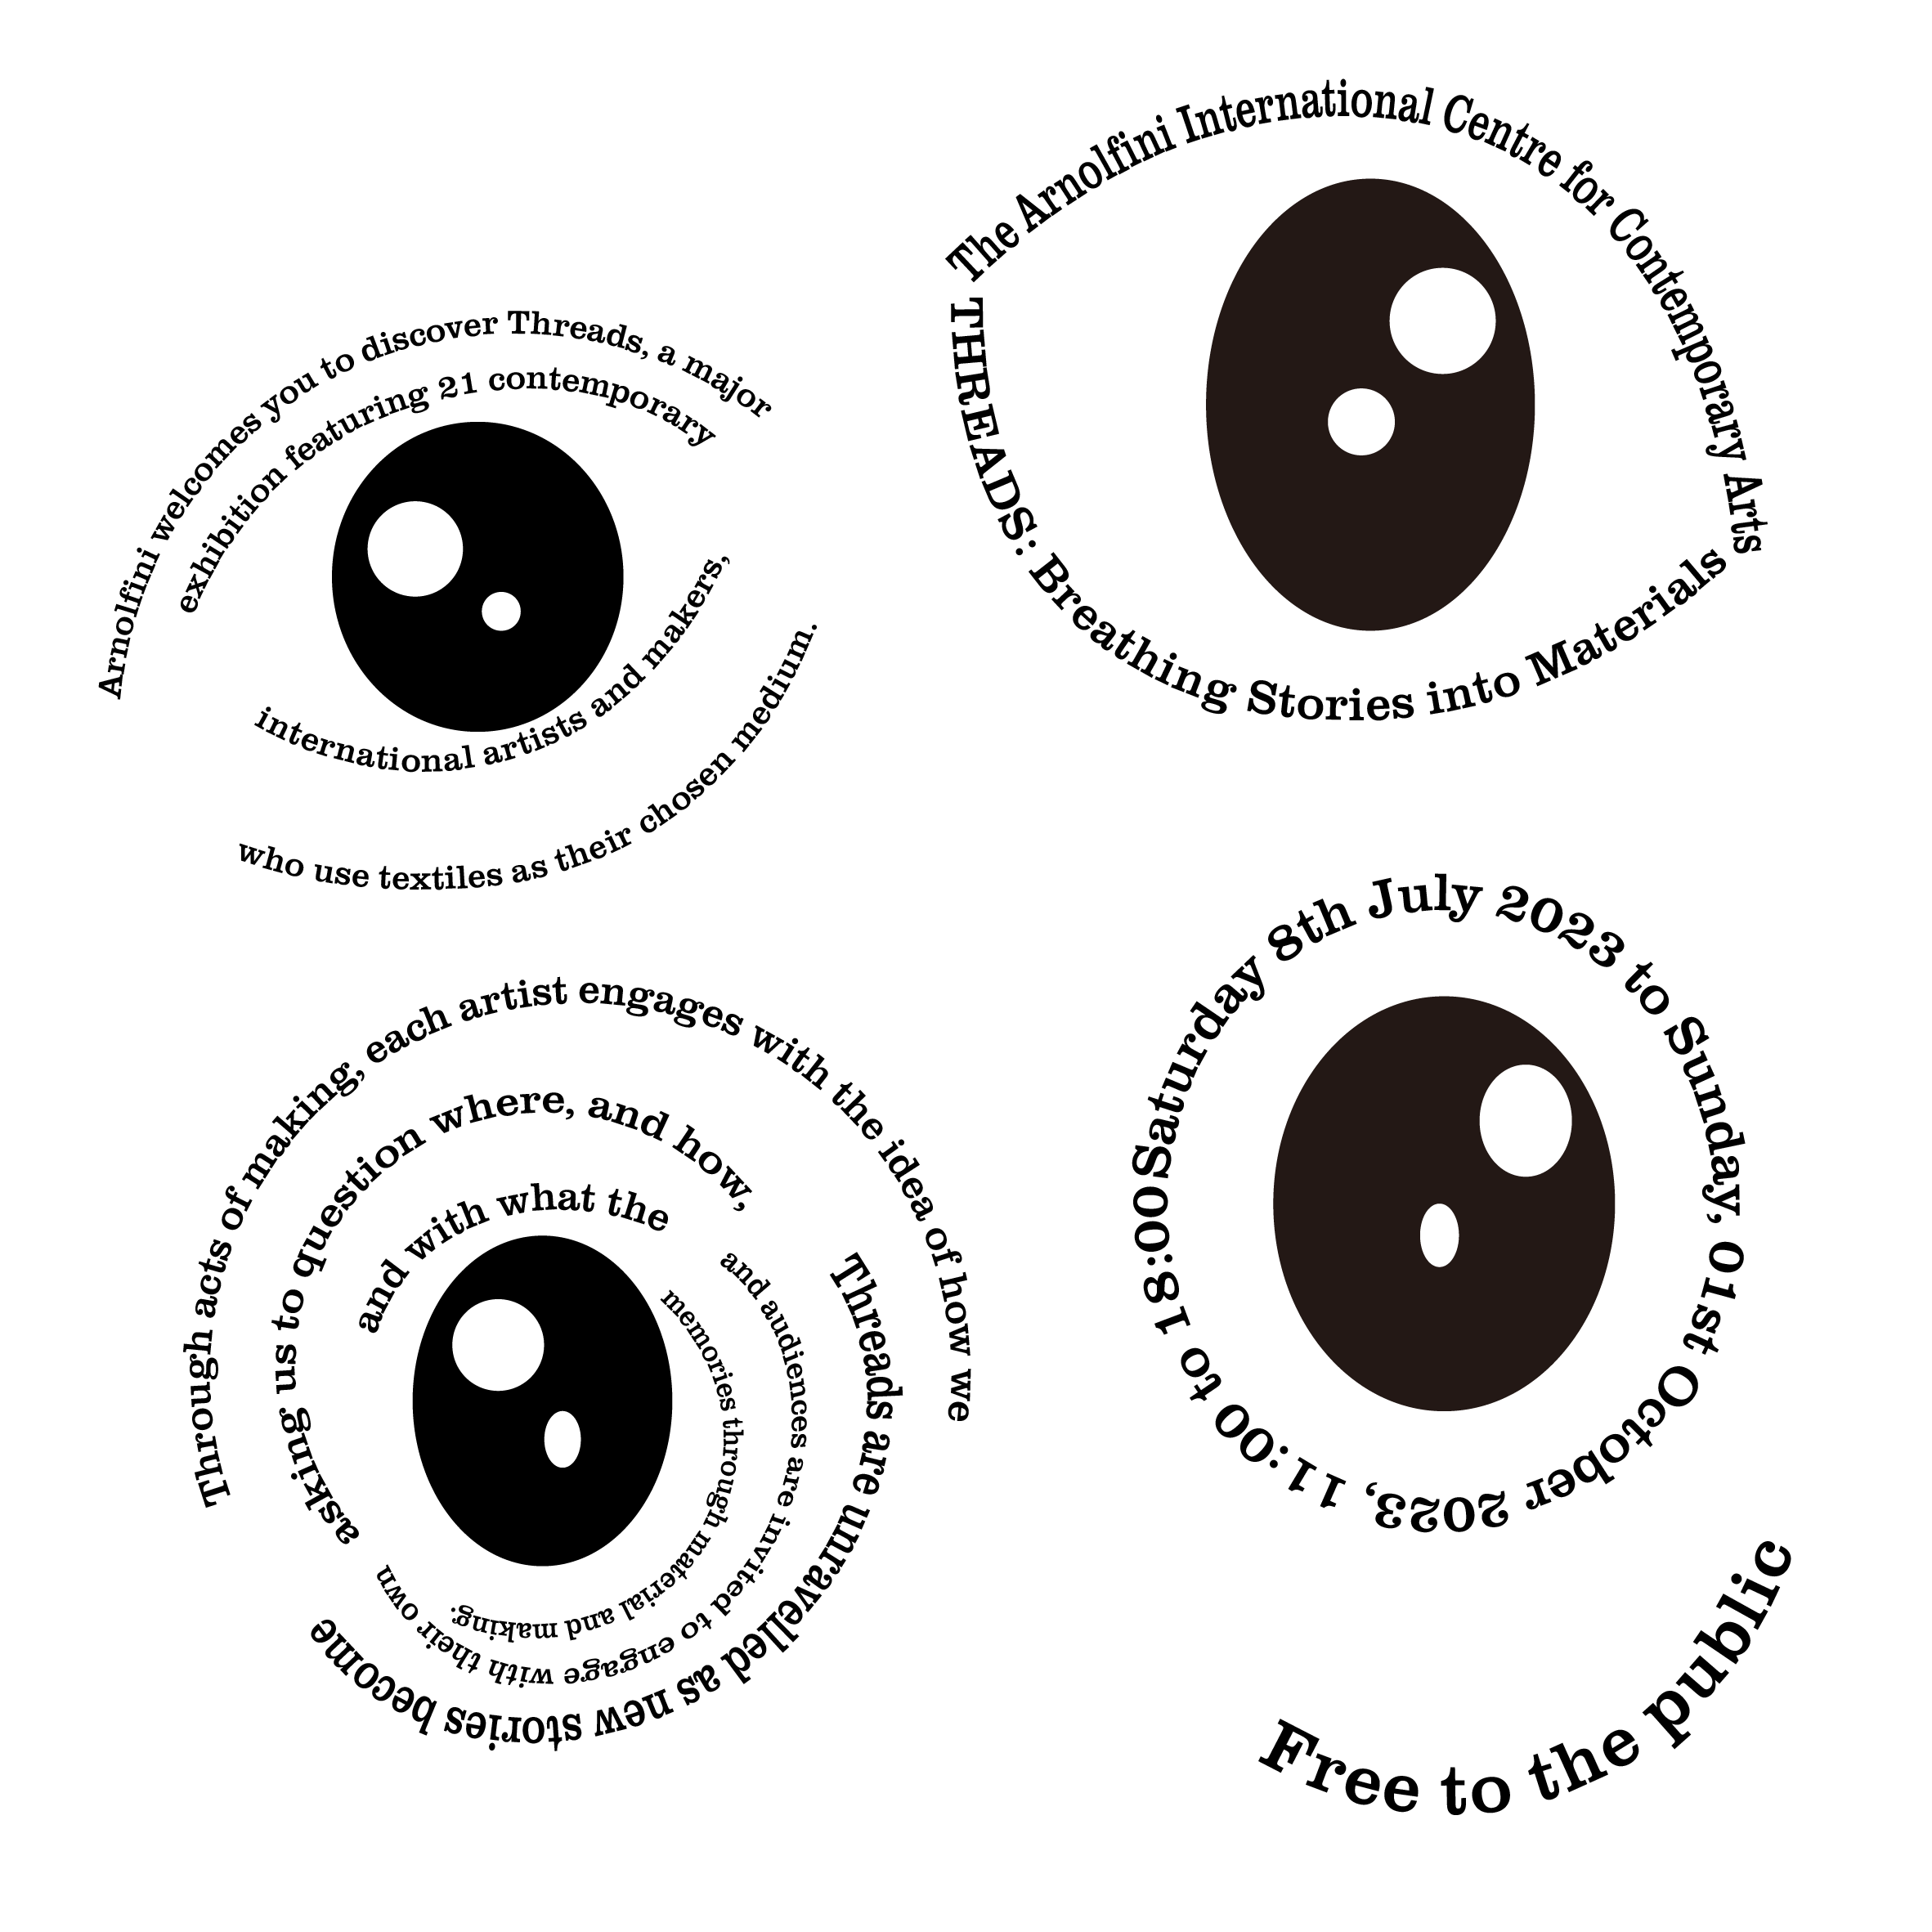 The Arnolfini International Centre for Contemporary Arts
THREADS: Breathing Stories into Materials
Arnolfini welcomes you to discover Threads, a major
exhibition featuring 21 contemporary
international artists and makers,
who use textiles as their chosen medium.
Through acts of making, each artist engages with the idea of how we
asking us to question where, and how,
and with what the
Threads are unravelled as new stories become
and audiences are invited to engage with their own
memories through material and making.
Saturday 8th July 2023 to Sunday, 01st October 2023, 11:00 to 18:00
Free to the public